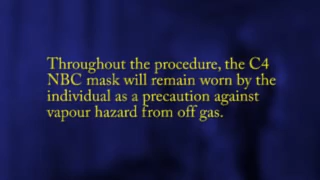 Throughout the procedure, the C4
NBC mask will remain worn by the
individual as a precaution against
vapour hazard from off gas.